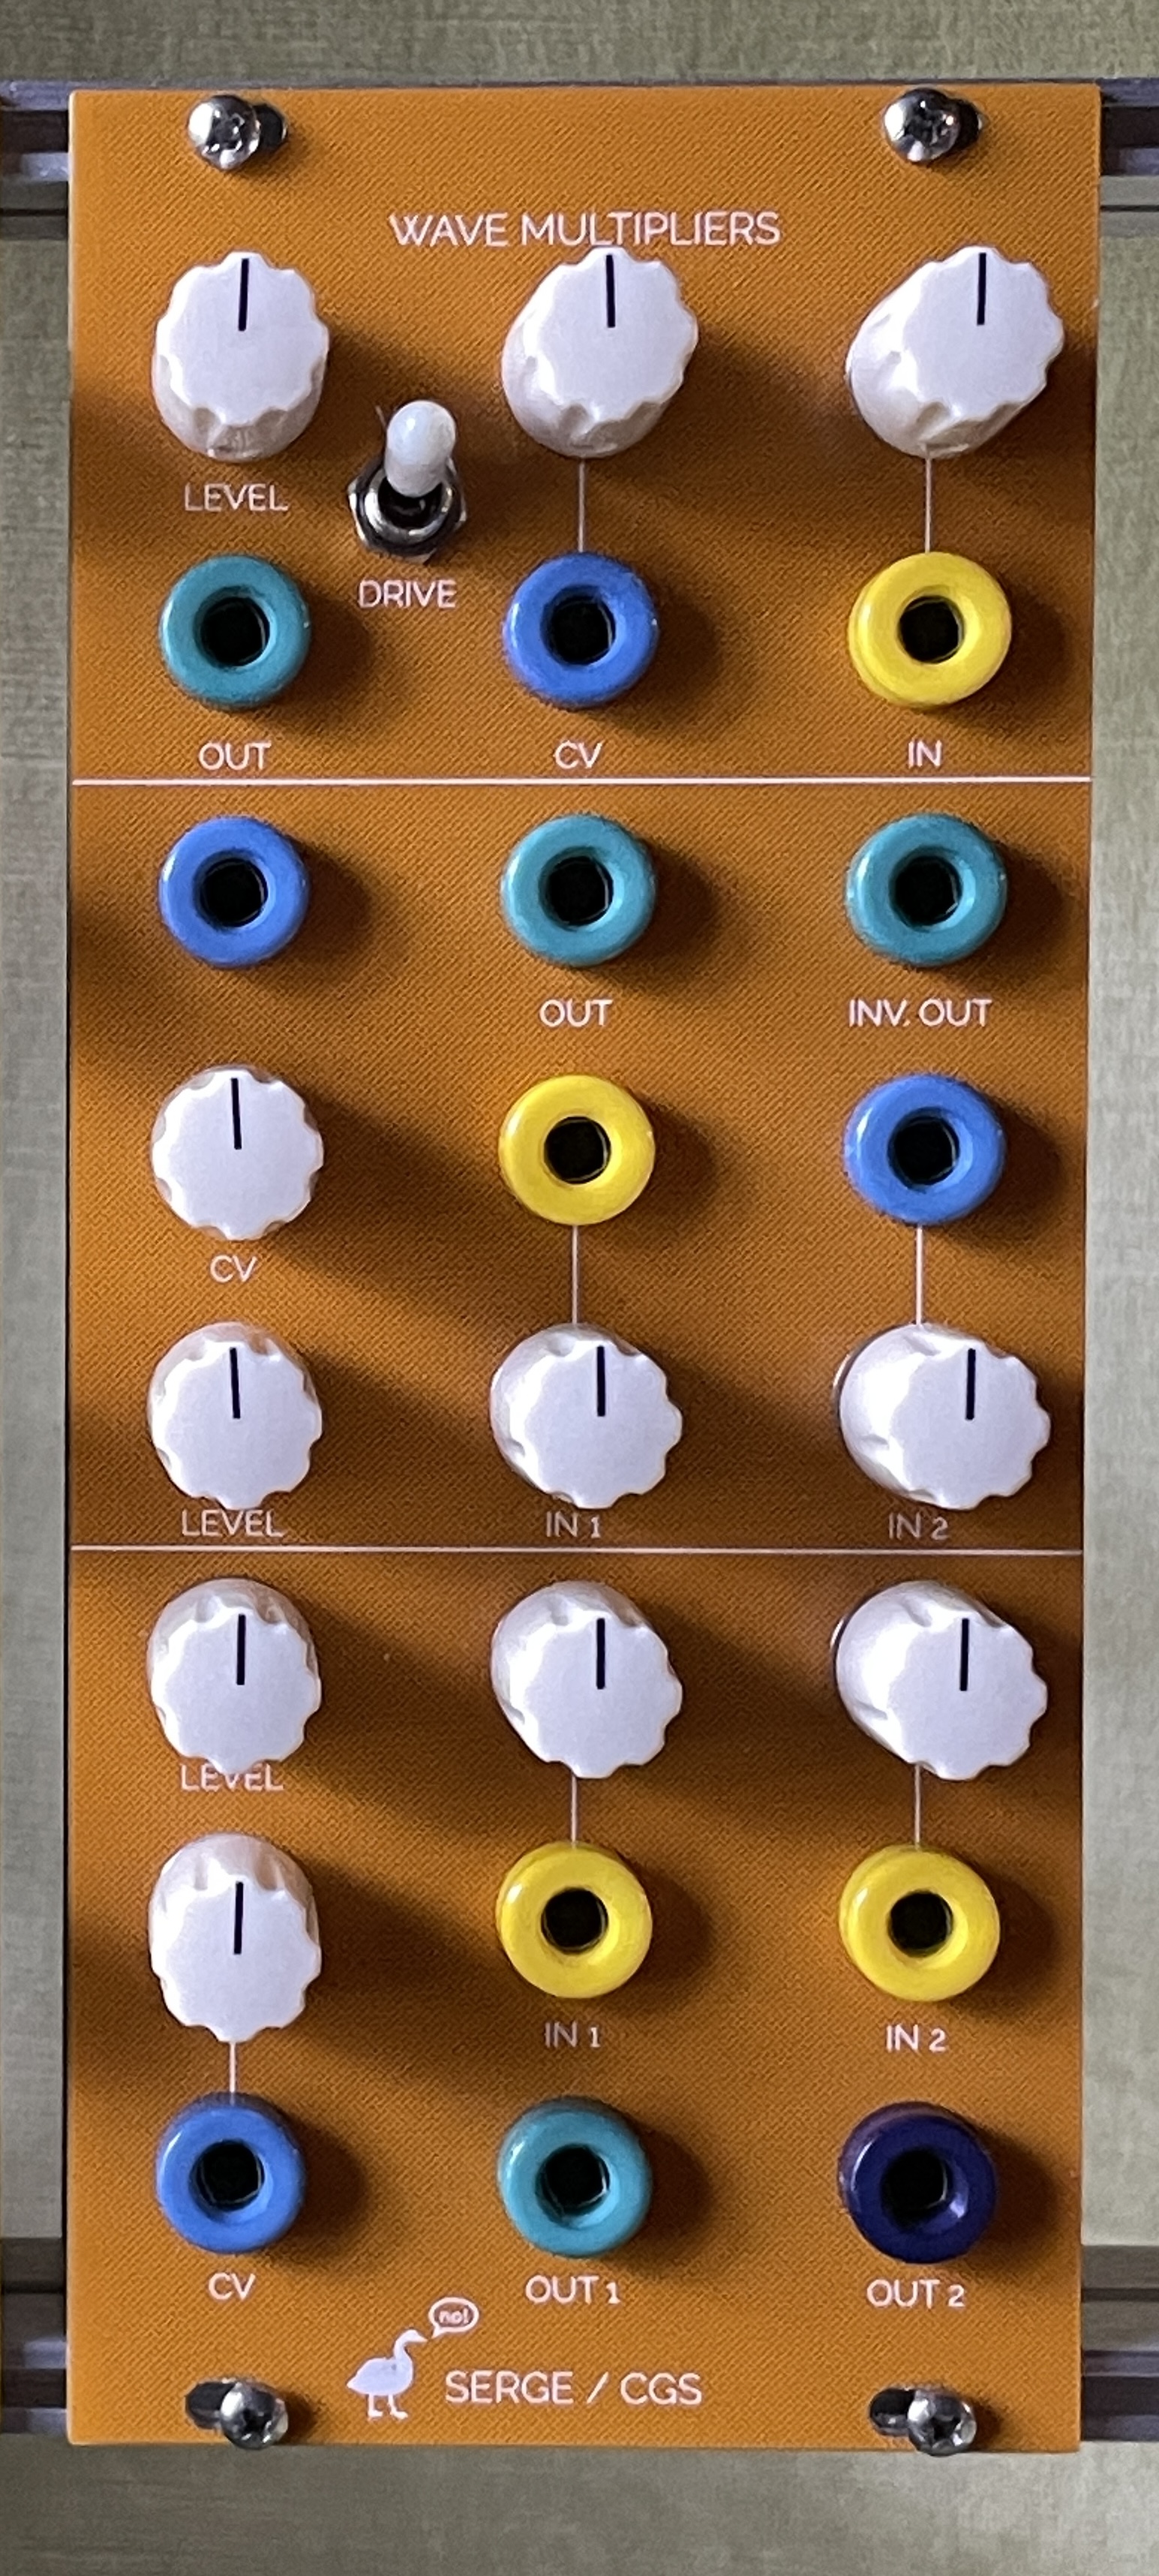 WAVE MULTIPLIERS
LEVEL
DRIVE
OUT CV IN
OUT INV. OUT
CV
LEVEL IN 1 IN 2
LEVEL
IN 1 IN 2
CV OUT 1 OUT 2
no!
SERGE / CGS